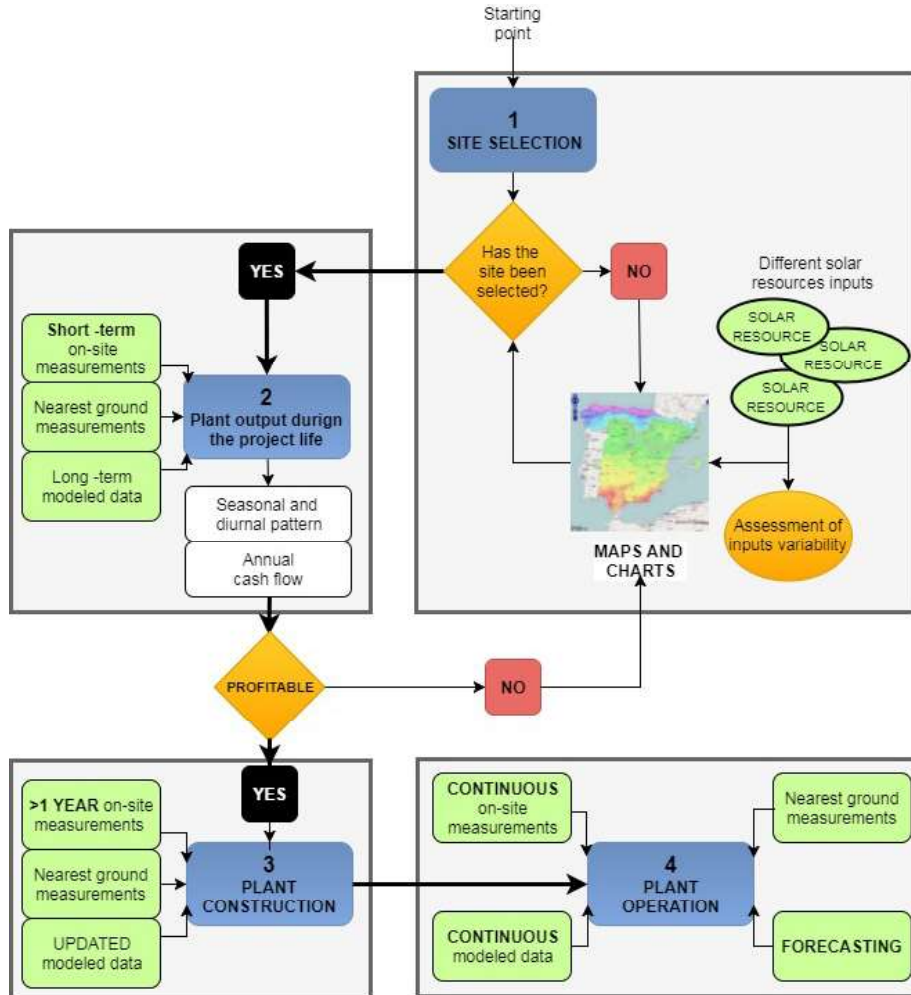 Starting
point
1
SITE SELECTION
Has the
site been
selected?
NO
YES
Different solar
resources inputs
SOLAR
RESOURCE
SOLAR
RESOURCE
SOLAR
RESOURCE
Assessment of
inputs variability
MAPS AND
CHARTS
Short -term
on-site
measurements
Nearest ground
measurements
Long -term
modeled data
2
Plant output durign
the project life
Seasonal and
diurnal pattern
Annual
cash flow
PROFITABLE
NO
YES
>1 YEAR on-site
measurements
Nearest ground
measurements
UPDATED
modeled data
3
PLANT
CONSTRUCTION
CONTINUOUS
on-site
measurements
Nearest ground
measurements
4
PLANT
OPERATION
CONTINUOUS
modeled data
FORECASTING